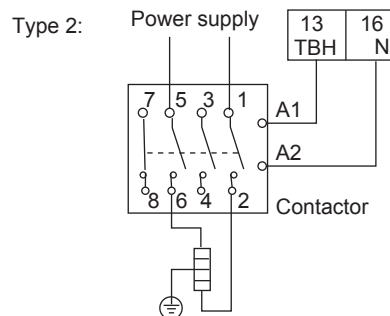 Type 2:
Power supply
13 16
TBH N
7 5 3 1
A1
A2
8 6 4 2
Contactor